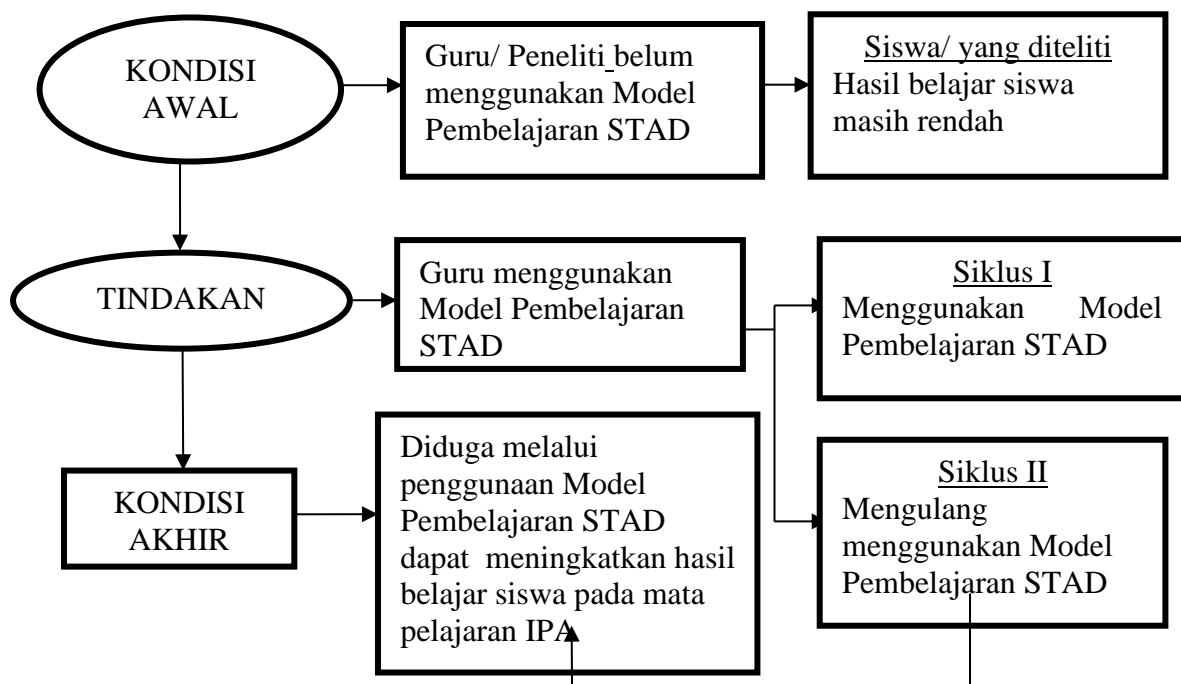 KONDISI
AWAL
Guru/ Peneliti belum
menggunakan Model
Pembelajaran STAD
Siswa/ yang diteliti
Hasil belajar siswa
masih rendah
TINDAKAN
Guru menggunakan
Model Pembelajaran
STAD
Siklus I
Menggunakan Model
Pembelajaran STAD
Siklus II
Mengulang
menggunakan Model
Pembelajaran STAD
KONDISI
AKHIR
Diduga melalui
penggunaan Model
Pembelajaran STAD
dapat meningkatkan hasil
belajar siswa pada mata
pelajaran IPA